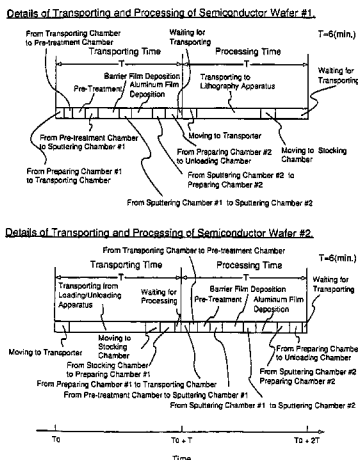 Details of Transporting and Processing of Semiconductor Wafer #1.
From Transporting Chamber
to Pre-treatment Chamber
Waiting for
Transporting
T=6(min.)
Transporting Time
Processing Time
T
T
Barrier Film Deposition
Pre-Treatment
Aluminum Film
Deposition
Transporting to
Lithography Apparatus
Waiting for
Transporting
From Pre-treatment Chamber
to Sputtering Chamber #1
Moving to Transporter
Moving to Stocking
Chamber
From Preparing Chamber #1
to Transporting Chamber
From Preparing Chamber #2
to Unloading Chamber
From Sputtering Chamber #2 to
Preparing Chamber #2
From Sputtering Chamber #1 to Sputtering Chamber #2
Details of Transporting and Processing of Semiconductor Wafer #2.
From Transporting Chamber to Pre-treatment Chamber
T=6(min.)
Transporting Time
Processing Time
Waiting for
Transporting
T
T
Transporting from
Loading/Unloading
Apparatus
Waiting for
Processing
Barrier Film Deposition
Pre-Treatment
Aluminum Film
Deposition
Moving to Transporter
Moving to
Stocking
Chamber
From Stocking Chamber
to Preparing Chamber #1
From Preparing Chamber #1 to Transporting Chamber
From Pre-treatment Chamber to Sputtering Chamber #1
From Sputtering Chamber #1 to Sputtering Chamber #2
From Preparing Chamber
to Unloading Chamber
From Sputtering Chamber #2
Preparing Chamber #2
To
To + T
To + 2T
Time